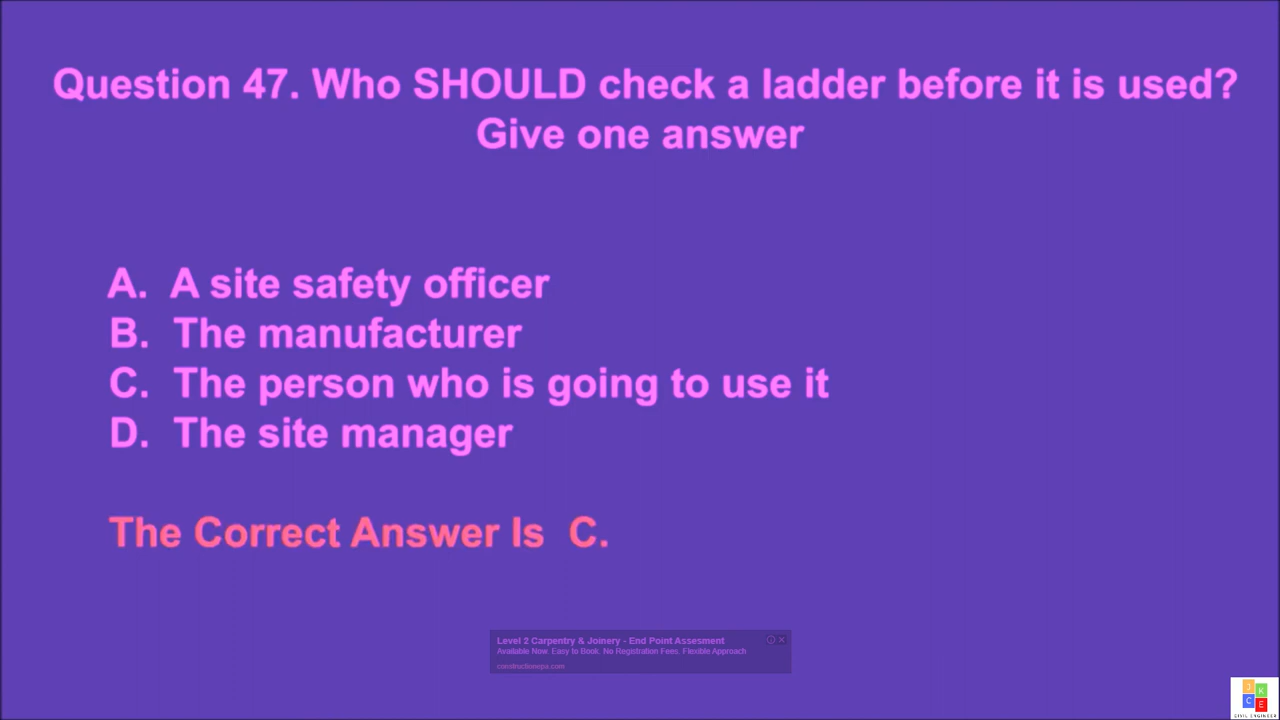 Question 47. Who SHOULD check a ladder before it is used?
Give one answer
A. A site safety officer
B. The manufacturer
C. The person who is going to use it
D. The site manager
The Correct Answer Is C.
Level 2 Carpentry & Joinery - End Point Assesment
Available Now. Easy to Book. No Registration Fees. Flexible Approach
J K
C E
CIVIL ENGINEER